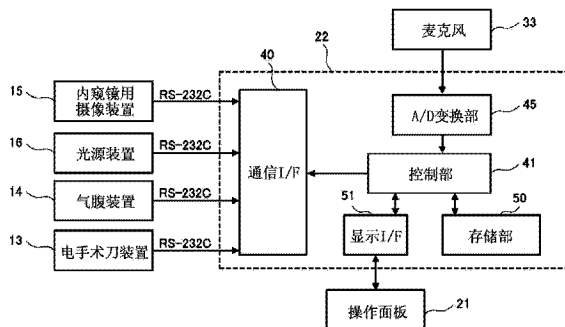 麦克风
33
22
40
15
内窥镜用
摄像装置
RS-232C
A/D变换部
45
16
光源装置
RS-232C
通信I/F
控制部
41
14
气腹装置
RS-232C
51
50
显示I/F
存储部
13
电手术刀装置
RS-232C
操作面板
21